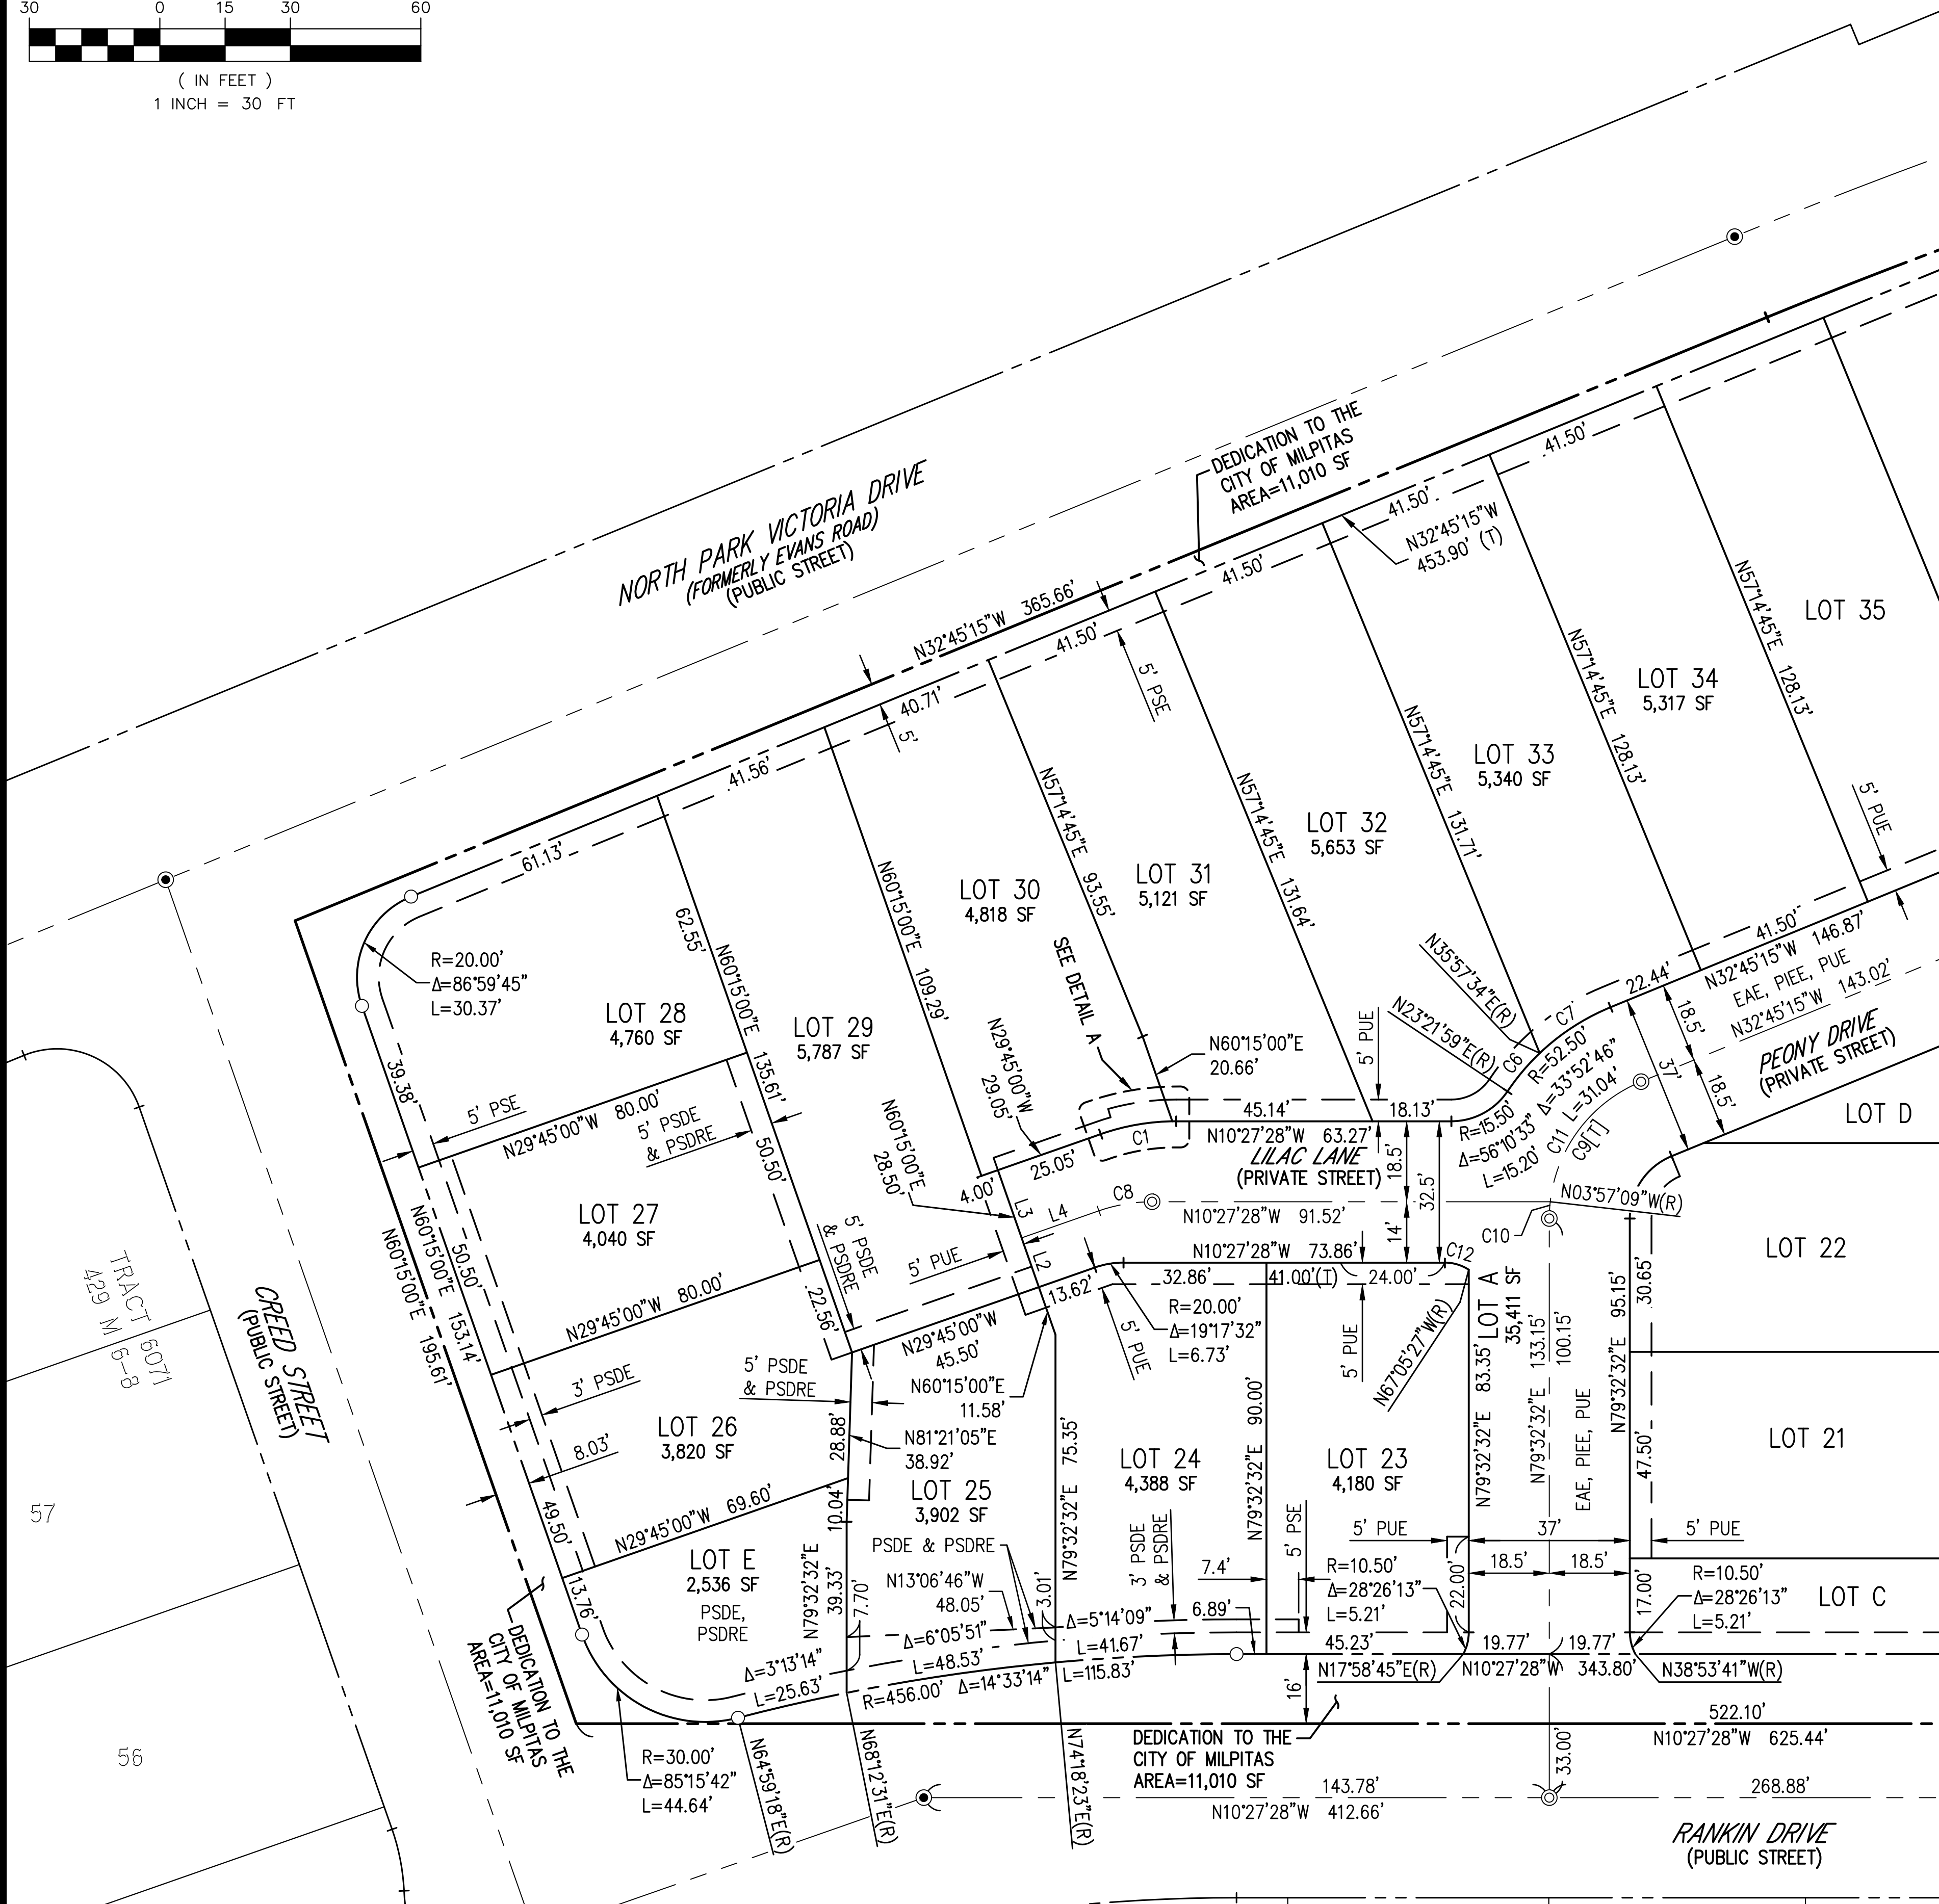 30 0 15 30 60
( IN FEET )
1 INCH = 30 FT
NORTH PARK VICTORIA DRIVE
(FORMERLY EVANS ROAD)
(PUBLIC STREET)
DEDICATION TO THE
CITY OF MILPITAS
AREA=11,010 SF
N32°45'15"W 365.66'
N32°45'15"W
453.90' (T)
41.50'
41.50'
41.50'
41.50'
40.71'
41.56'
61.13'
5' PSE
5'
LOT 35
N57°14'45"E 128.13'
LOT 34
5,317 SF
N57°14'45"E 128.13'
LOT 33
5,340 SF
N57°14'45"E 131.71'
LOT 32
5,653 SF
N57°14'45"E 131.64'
LOT 31
5,121 SF
N57°14'45"E 93.55'
LOT 30
4,818 SF
N60°15'00"E 109.29'
LOT 29
5,787 SF
62.55'
N60°15'00"E 135.61'
LOT 28
4,760 SF
R=20.00'
Δ=86°59'45"
L=30.37'
39.38'
5' PSE
N29°45'00"W 80.00'
5' PSDE
& PSDRE
50.50'
SEE DETAIL A
N60°15'00"E
20.66'
N29°45'00"W
29.05'
N60°15'00"E
28.50'
25.05'
4.00'
C1
L3
L4
C8
L2
45.14'
18.13'
N10°27'28"W 63.27'
LILAC LANE
(PRIVATE STREET)
5' PUE
18.5'
32.5'
14'
N10°27'28"W 91.52'
N10°27'28"W 73.86'
N35°57'34"E(R)
N23°21'59"E(R)
C6
C7
R=52.50'
Δ=33°52'46"
L=31.04'
R=15.50'
Δ=56°10'33"
L=15.20'
C11
C9[T]
22.44'
41.50'
N32°45'15"W 146.87'
EAE, PIEE, PUE
N32°45'15"W 143.02'
PEONY DRIVE
(PRIVATE STREET)
5' PUE
18.5'
37'
18.5'
LOT D
N03°57'09"W(R)
C10
C12
LOT 22
LOT 21
LOT C
LOT 27
4,040 SF
N60°15'00"E 153.14'
50.50'
N60°15'00"E 195.61'
N29°45'00"W 80.00'
5' PSDE
& PSDRE
22.56'
5' PUE
13.62'
N29°45'00"W
45.50'
5' PUE
R=20.00'
Δ=19°17'32"
L=6.73'
32.86'
41.00'(T)
24.00'
5' PUE
N67°05'27"W(R)
LOT A
35,411 SF
N79°32'32"E 83.35'
N79°32'32"E 133.15'
100.15'
EAE, PIEE, PUE
N79°32'32"E 95.15'
30.65'
47.50'
CREED STREET
(PUBLIC STREET)
TRACT 6071
429 M 6-8
57
56
3' PSDE
8.03'
LOT 26
3,820 SF
5' PSDE
& PSDRE
N60°15'00"E
11.58'
28.88'
N81°21'05"E
38.92'
LOT 25
3,902 SF
10.04'
N79°32'32"E
39.33'
7.70'
N79°32'32"E 75.35'
3.01'
LOT 24
4,388 SF
N79°32'32"E 90.00'
LOT 23
4,180 SF
49.50'
N29°45'00"W 69.60'
LOT E
2,536 SF
PSDE,
PSDRE
13.76'
PSDE & PSDRE
N13°06'46"W
48.05'
3' PSDE
& PSDRE
7.4'
5' PSE
6.89'
5' PUE
37'
5' PUE
18.5'
18.5'
22.00'
17.00'
R=10.50'
Δ=28°26'13"
L=5.21'
R=10.50'
Δ=28°26'13"
L=5.21'
Δ=3°13'14"
L=25.63'
Δ=6°05'51"
L=48.53'
Δ=5°14'09"
L=41.67'
R=456.00' Δ=14°33'14" L=115.83'
45.23'
19.77'
19.77'
N17°58'45"E(R)
N10°27'28"W 343.80'
N38°53'41"W(R)
16'
DEDICATION TO THE
CITY OF MILPITAS
AREA=11,010 SF
R=30.00'
Δ=85°15'42"
L=44.64'
N64°59'18"E(R)
N68°12'31"E(R)
N74°18'23"E(R)
DEDICATION TO THE
CITY OF MILPITAS
AREA=11,010 SF
522.10'
N10°27'28"W 625.44'
33.00'
143.78'
N10°27'28"W 412.66'
268.88'
RANKIN DRIVE
(PUBLIC STREET)